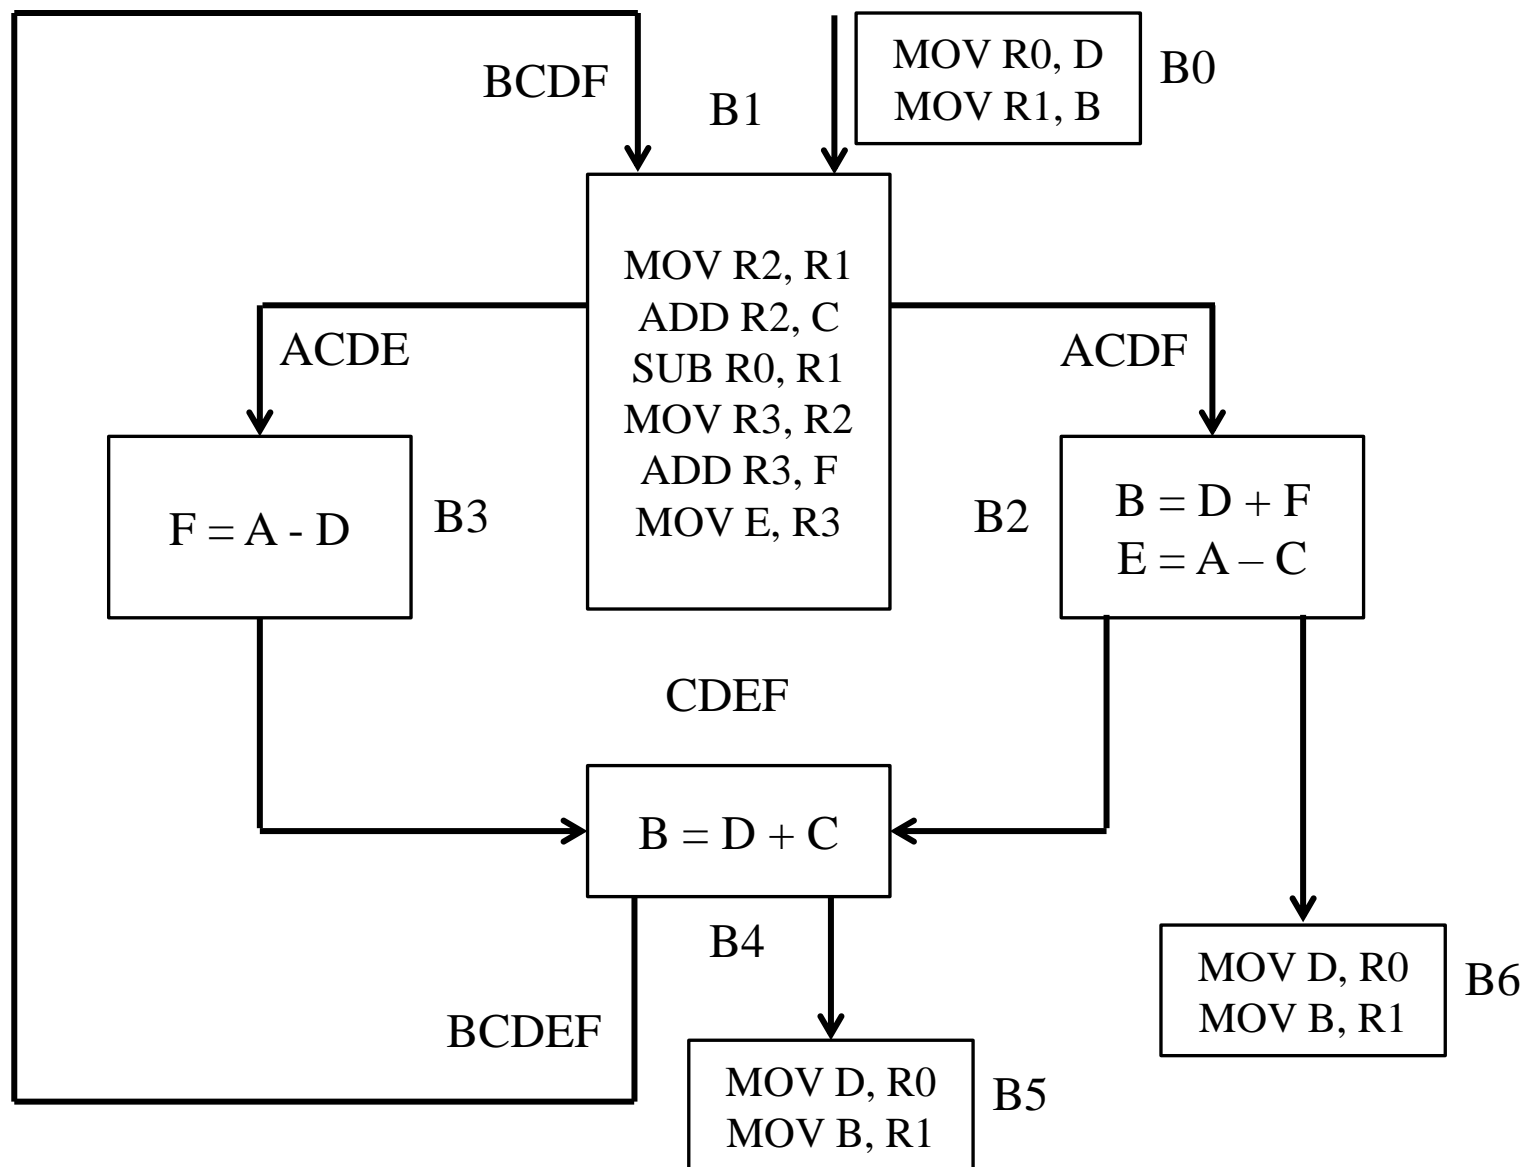 MOV R0, D
MOV R1, B
B0
BCDF
B1
MOV R2, R1
ADD R2, C
SUB R0, R1
MOV R3, R2
ADD R3, F
MOV E, R3
ACDE
ACDF
F = A - D
B3
B2
B = D + F
E = A – C
CDEF
B = D + C
B4
BCDEF
MOV D, R0
MOV B, R1
B5
MOV D, R0
MOV B, R1
B6